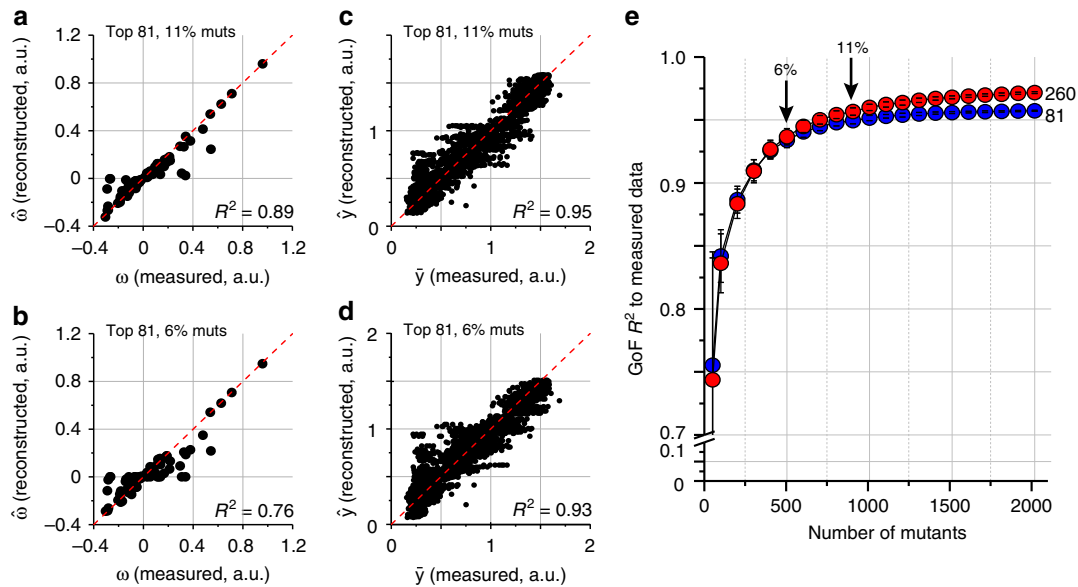 a
1.2
Top 81, 11% muts
0.8
0.4
0
−0.4
ω̂ (reconstructed, a.u.)
R² = 0.89
−0.4 0 0.4 0.8 1.2
ω (measured, a.u.)
b
1.2
Top 81, 6% muts
0.8
0.4
0
−0.4
ω̂ (reconstructed, a.u.)
R² = 0.76
−0.4 0 0.4 0.8 1.2
ω (measured, a.u.)
c
2
Top 81, 11% muts
1
0
ŷ (reconstructed, a.u.)
R² = 0.95
0 1 2
ȳ (measured, a.u.)
d
2
Top 81, 6% muts
1
0
ŷ (reconstructed, a.u.)
R² = 0.93
0 1 2
ȳ (measured, a.u.)
e
1.0
0.9
0.8
0.7
0.1
0
GoF R² to measured data
6%
11%
260
81
0 500 1000 1500 2000
Number of mutants